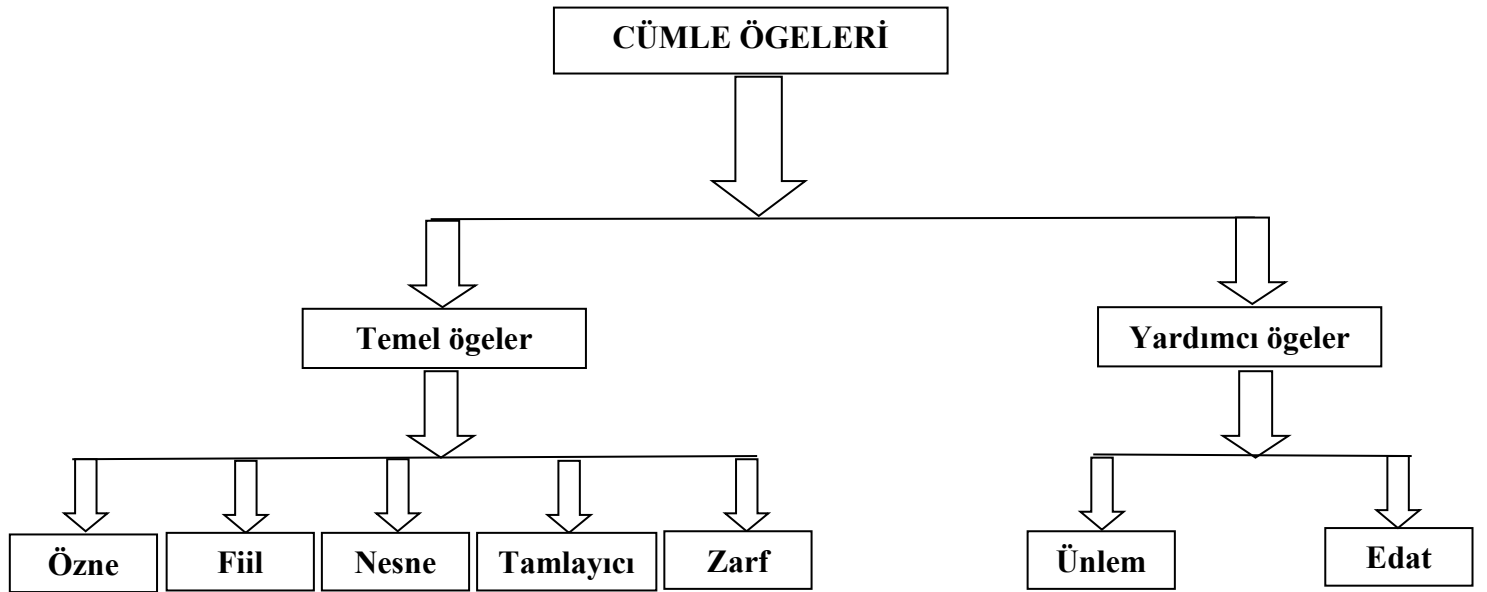 CÜMLE ÖGELERİ
Temel ögeler
Yardımcı ögeler
Özne
Fiil
Nesne
Tamlayıcı
Zarf
Ünlem
Edat